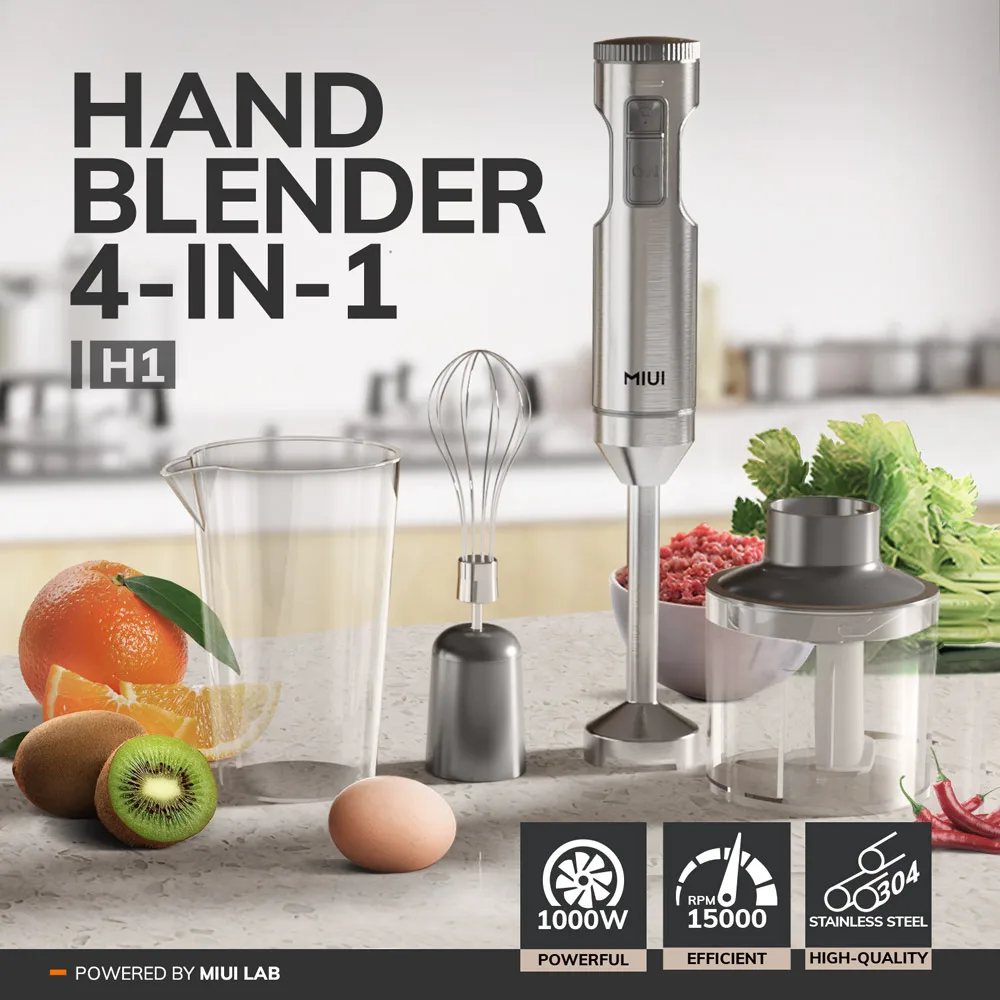 HAND
BLENDER
4-IN-1
H1
MIUI
1000W
POWERFUL
RPM
15000
EFFICIENT
304
STAINLESS STEEL
HIGH-QUALITY
POWERED BY MIUI LAB